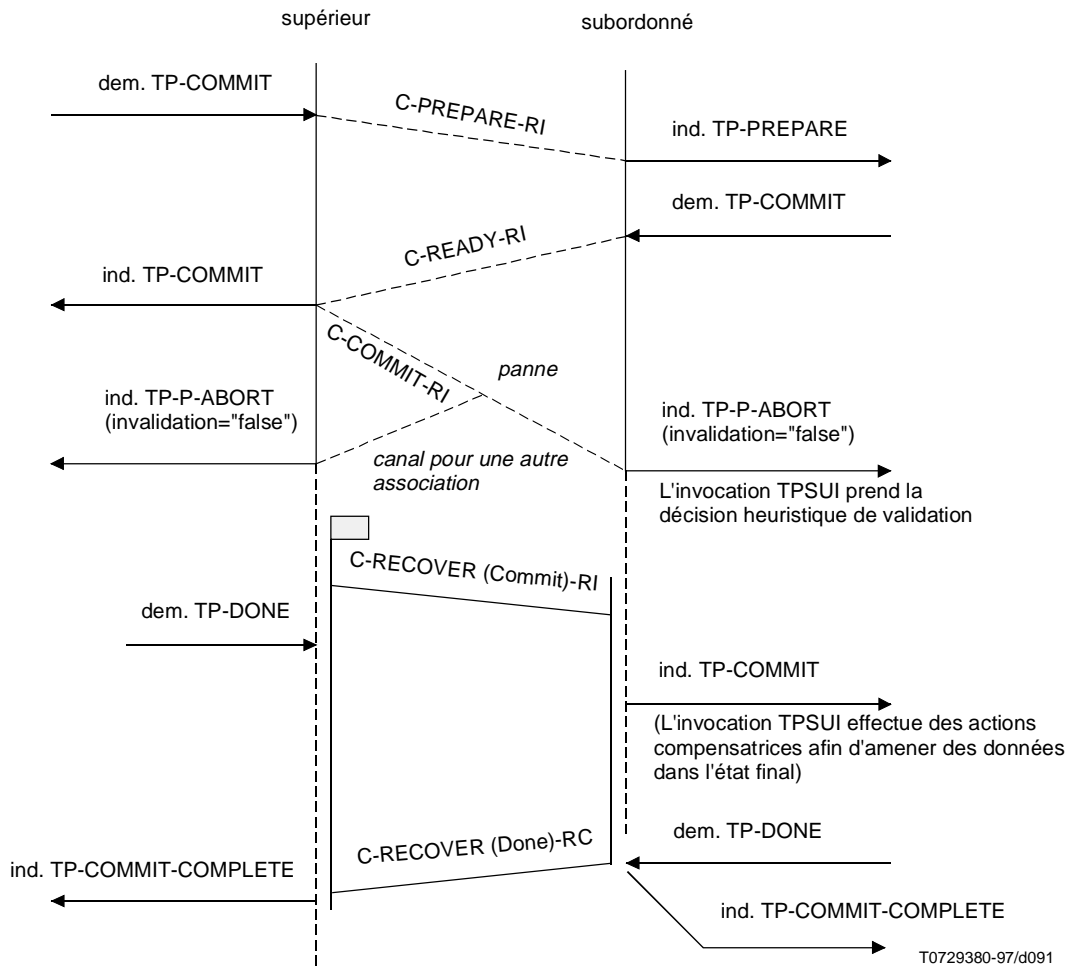 supérieur
subordonné
dem. TP-COMMIT
C-PREPARE-RI
ind. TP-PREPARE
dem. TP-COMMIT
C-READY-RI
ind. TP-COMMIT
C-COMMIT-RI
panne
ind. TP-P-ABORT
(invalidation="false")
ind. TP-P-ABORT
(invalidation="false")
canal pour une autre
association
L'invocation TPSUI prend la
décision heuristique de validation
C-RECOVER (Commit)-RI
dem. TP-DONE
ind. TP-COMMIT
(L'invocation TPSUI effectue des actions
compensatrices afin d'amener des données
dans l'état final)
C-RECOVER (Done)-RC
dem. TP-DONE
ind. TP-COMMIT-COMPLETE
ind. TP-COMMIT-COMPLETE
T0729380-97/d091